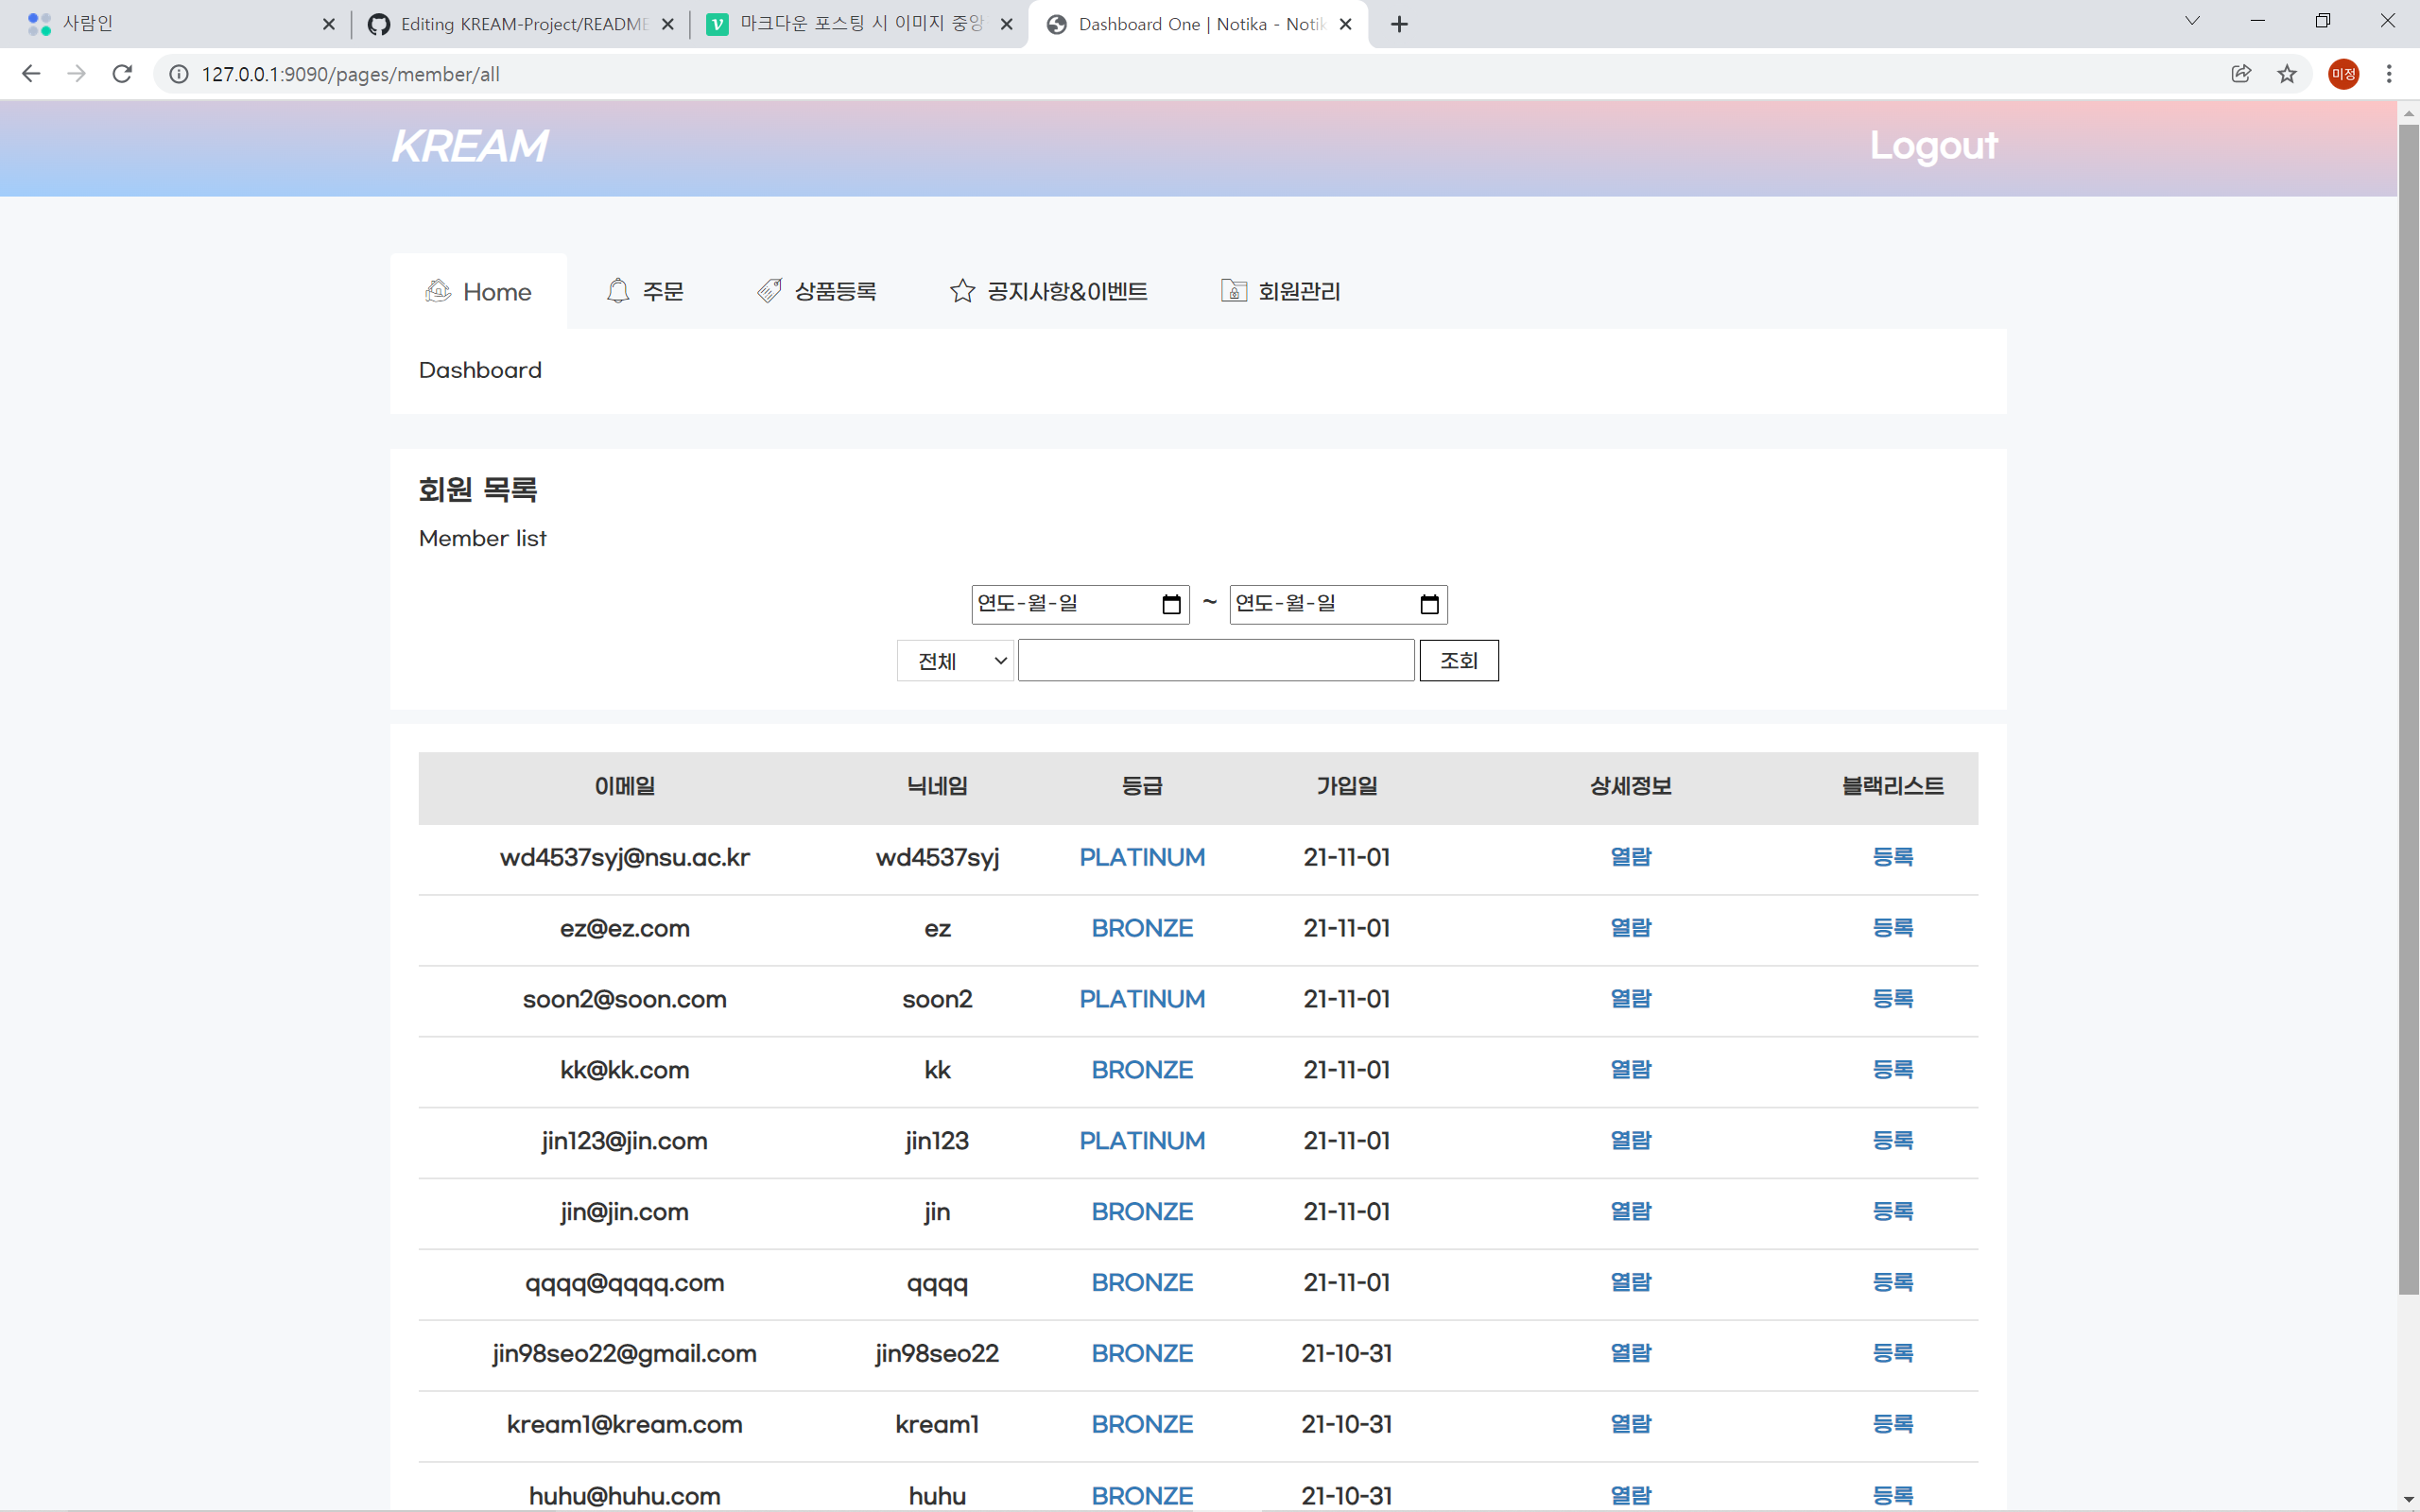 사람인
Editing KREAM-Project/README
마크다운 포스팅 시 이미지 중앙
Dashboard One | Notika - Notik
127.0.0.1:9090/pages/member/all
미정
KREAM Logout
Home 주문 상품등록 공지사항&이벤트 회원관리
Dashboard
회원 목록
Member list
연도-월-일 ~ 연도-월-일
전체 조회
이메일 닉네임 등급 가입일 상세정보 블랙리스트
wd4537syj@nsu.ac.kr wd4537syj PLATINUM 21-11-01 열람 등록
ez@ez.com ez BRONZE 21-11-01 열람 등록
soon2@soon.com soon2 PLATINUM 21-11-01 열람 등록
kk@kk.com kk BRONZE 21-11-01 열람 등록
jin123@jin.com jin123 PLATINUM 21-11-01 열람 등록
jin@jin.com jin BRONZE 21-11-01 열람 등록
qqqq@qqqq.com qqqq BRONZE 21-11-01 열람 등록
jin98seo22@gmail.com jin98seo22 BRONZE 21-10-31 열람 등록
kream1@kream.com kream1 BRONZE 21-10-31 열람 등록
huhu@huhu.com huhu BRONZE 21-10-31 열람 등록